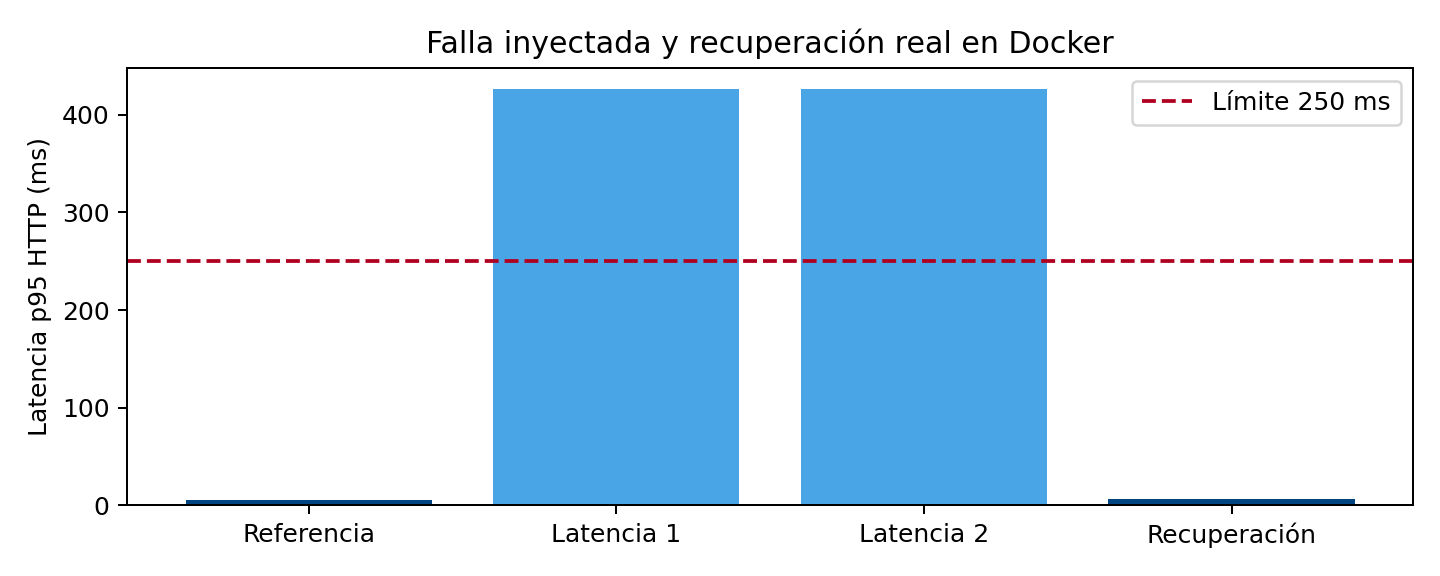 Falla inyectada y recuperación real en Docker
Límite 250 ms
Latencia p95 HTTP (ms)
400
300
200
100
0
Referencia
Latencia 1
Latencia 2
Recuperación